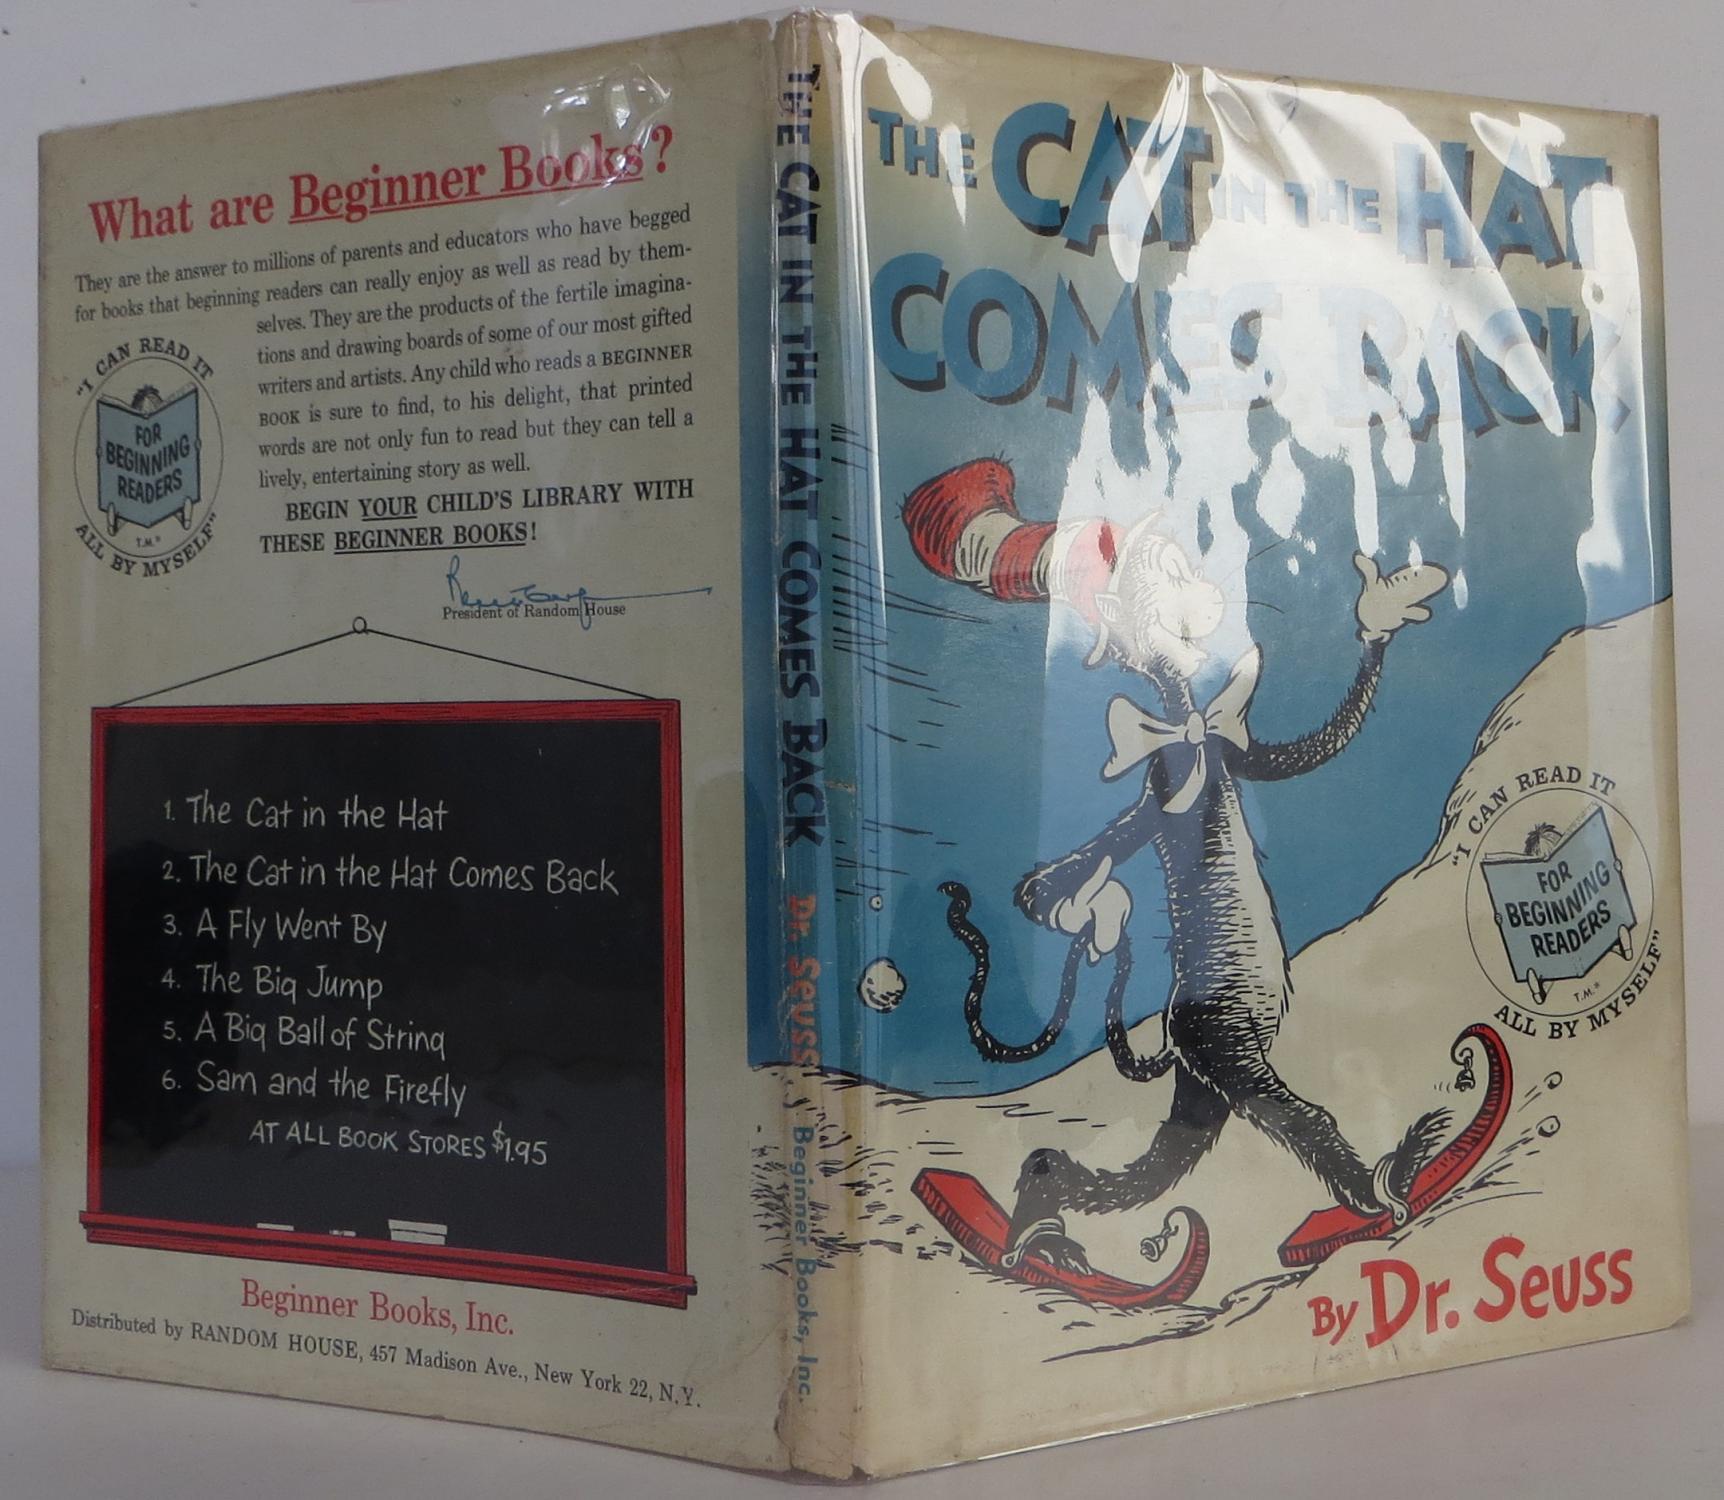 What are Beginner Books?
They are the answer to millions of parents and educators who have begged
for books that beginning readers can really enjoy as well as read by them-
selves. They are the products of the fertile imagina-
tions and drawing boards of some of our most gifted
writers and artists. Any child who reads a BEGINNER
BOOK is sure to find, to his delight, that printed
words are not only fun to read but they can tell a
lively, entertaining story as well.
BEGIN YOUR CHILD'S LIBRARY WITH
THESE BEGINNER BOOKS!
President of Random House
"I CAN READ IT
FOR
BEGINNING
READERS
T.M.®
ALL BY MYSELF"
1. The Cat in the Hat
2. The Cat in the Hat Comes Back
3. A Fly Went By
4. The Big Jump
5. A Big Ball of String
6. Sam and the Firefly
AT ALL BOOK STORES $1.95
Beginner Books, Inc.
Distributed by RANDOM HOUSE, 457 Madison Ave., New York 22, N.Y.
THE CAT IN THE HAT COMES BACK Dr. Seuss Beginner Books, Inc.
THE CAT IN THE HAT
COMES BACK
"I CAN READ IT
FOR
BEGINNING
READERS
T.M.®
ALL BY MYSELF"
By Dr. Seuss